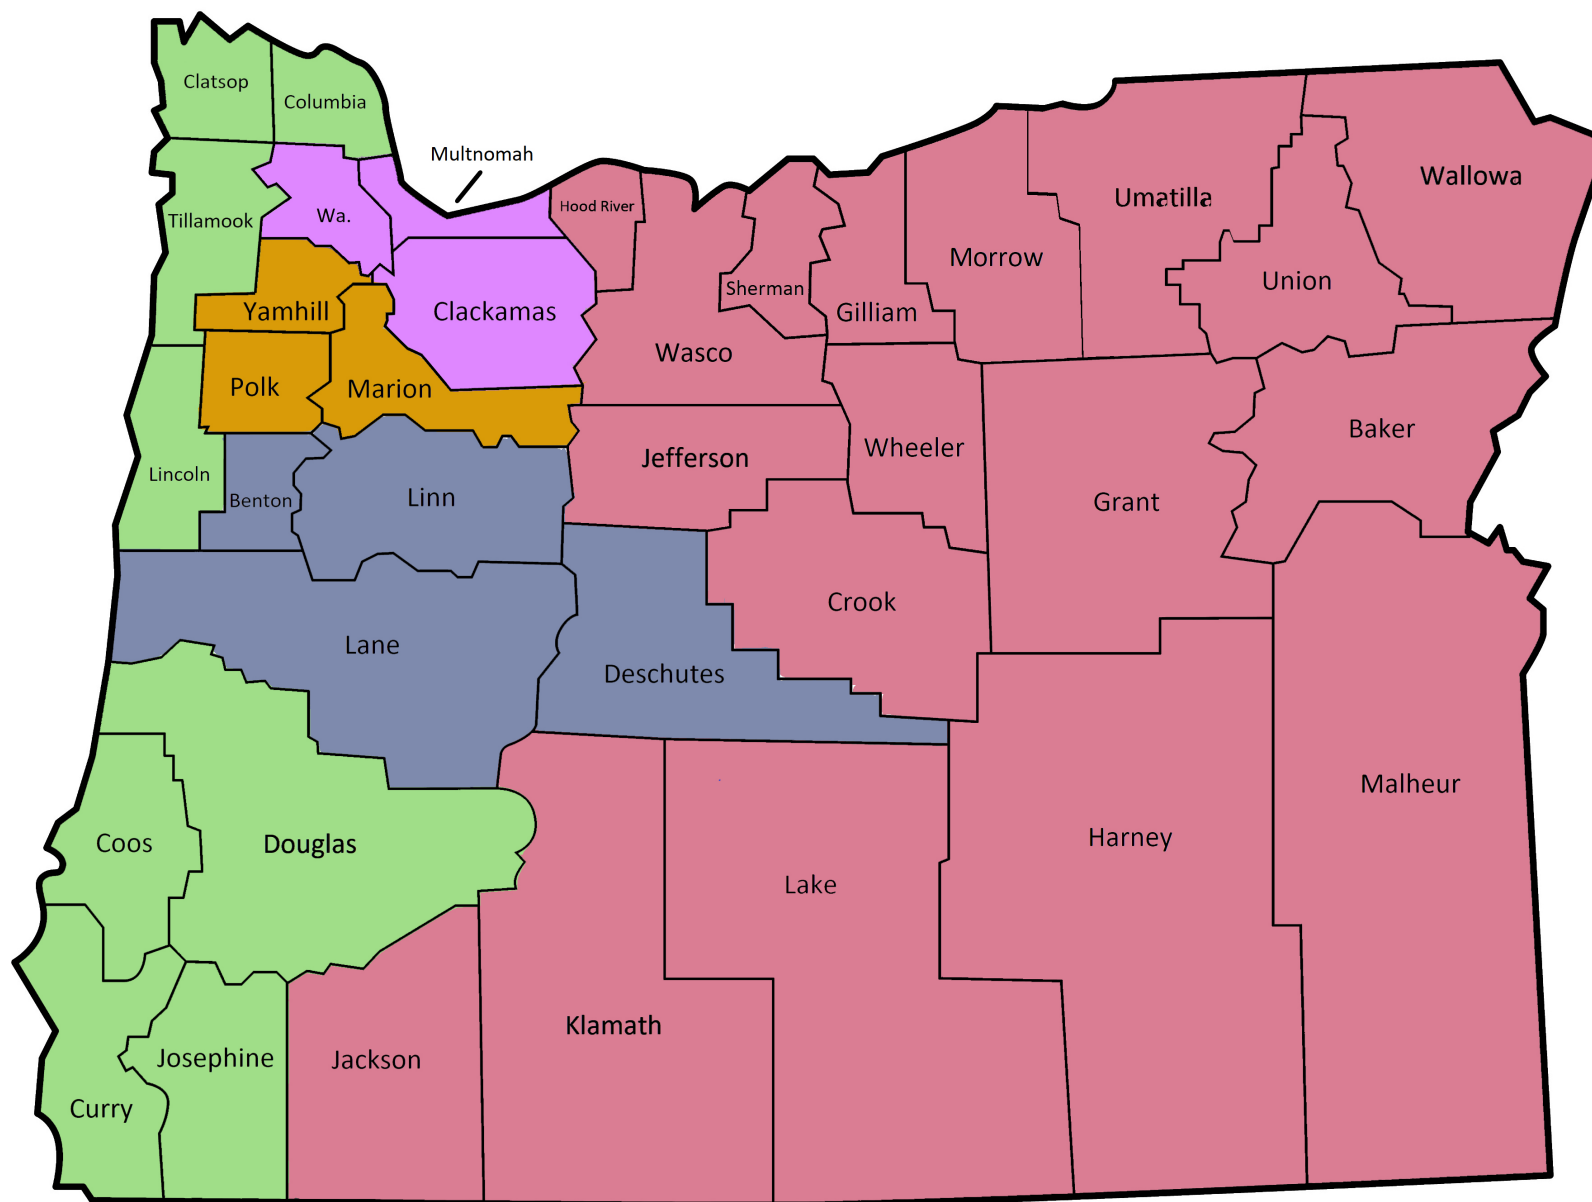 Clatsop
Columbia
Multnomah
Tillamook
Wa.
Hood River
Umatilla
Wallowa
Morrow
Union
Sherman
Gilliam
Yamhill
Clackamas
Wasco
Polk
Marion
Baker
Wheeler
Jefferson
Lincoln
Benton
Linn
Grant
Crook
Lane
Deschutes
Malheur
Harney
Coos
Douglas
Lake
Klamath
Josephine
Jackson
Curry